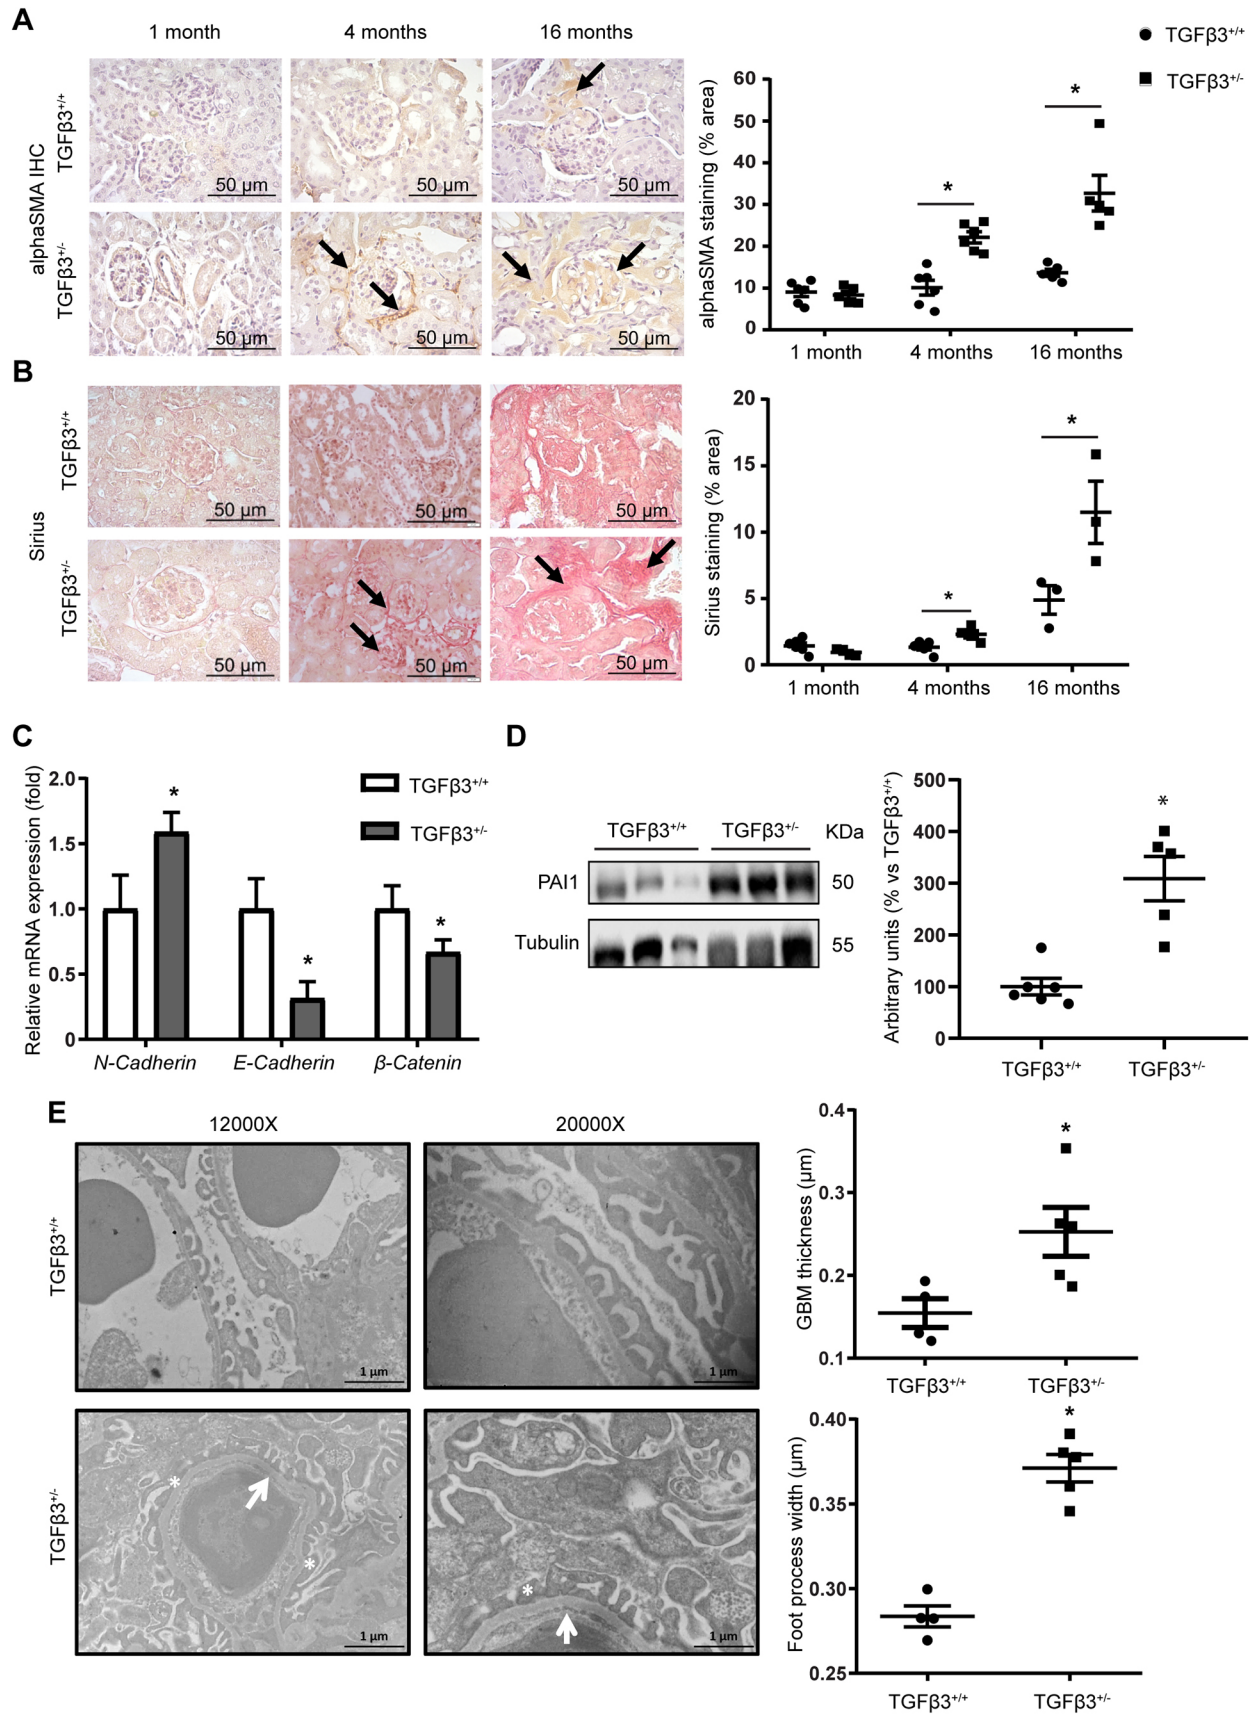 A
1 month
4 months
16 months
TGFβ3+/+
TGFβ3+/-
alphaSMA IHC
TGFβ3+/+
TGFβ3+/-
50 µm
50 µm
50 µm
50 µm
50 µm
50 µm
alphaSMA staining (% area)
60
50
40
30
20
10
0
*
*
1 month
4 months
16 months
B
Sirius
TGFβ3+/+
TGFβ3+/-
50 µm
50 µm
50 µm
50 µm
50 µm
50 µm
Sirius staining (% area)
20
15
10
5
0
*
*
1 month
4 months
16 months
C
Relative mRNA expression (fold)
2.0
1.5
1.0
0.5
0
*
*
*
TGFβ3+/+
TGFβ3+/-
N-Cadherin
E-Cadherin
β-Catenin
D
TGFβ3+/+
TGFβ3+/-
KDa
PAI1
50
Tubulin
55
Arbitrary units (% vs TGFβ3+/+)
500
400
300
200
100
0
*
TGFβ3+/+
TGFβ3+/-
E
12000X
20000X
TGFβ3+/+
TGFβ3+/-
1 µm
1 µm
*
*
1 µm
*
1 µm
GBM thickness (µm)
0.4
0.3
0.2
0.1
*
TGFβ3+/+
TGFβ3+/-
Foot process width (µm)
0.40
0.35
0.30
0.25
*
TGFβ3+/+
TGFβ3+/-